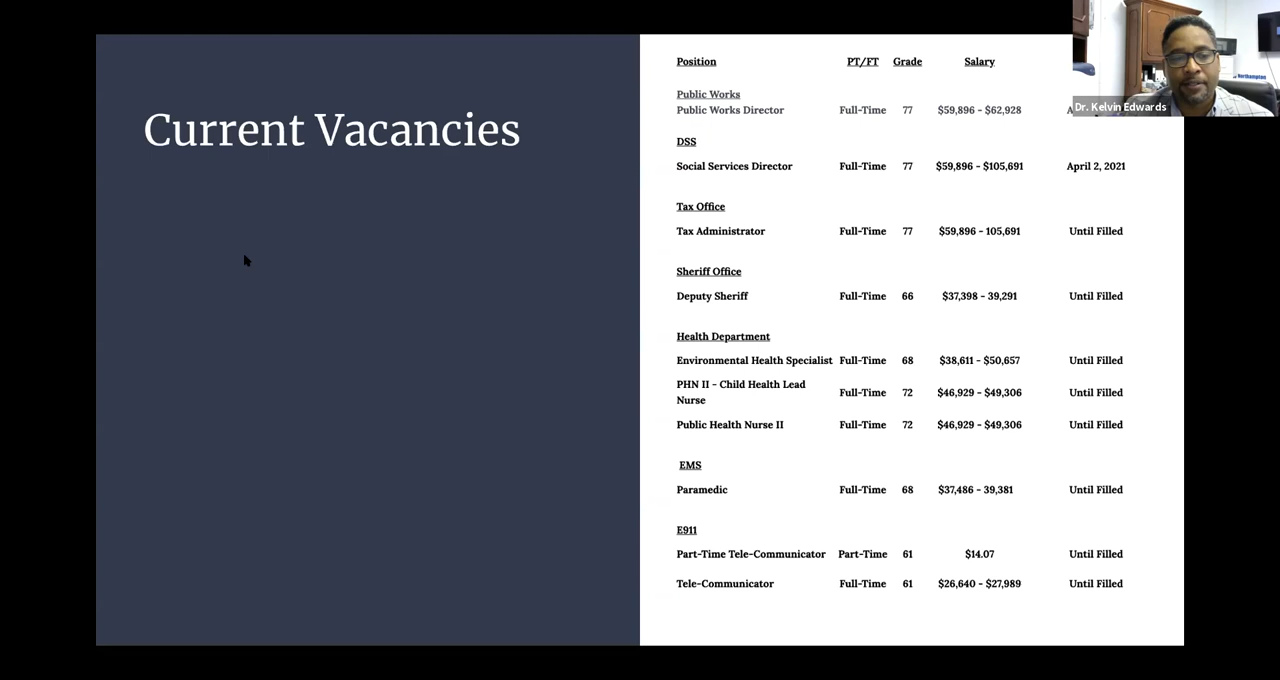 Current Vacancies
Position PT/FT Grade Salary
Public Works
Public Works Director Full-Time 77 $59,896 - $62,928
DSS
Social Services Director Full-Time 77 $59,896 - $105,691 April 2, 2021
Tax Office
Tax Administrator Full-Time 77 $59,896 - 105,691 Until Filled
Sheriff Office
Deputy Sheriff Full-Time 66 $37,398 - 39,291 Until Filled
Health Department
Environmental Health Specialist Full-Time 68 $38,611 - $50,657 Until Filled
PHN II - Child Health Lead
Nurse Full-Time 72 $46,929 - $49,306 Until Filled
Public Health Nurse II Full-Time 72 $46,929 - $49,306 Until Filled
EMS
Paramedic Full-Time 68 $37,486 - 39,381 Until Filled
E911
Part-Time Tele-Communicator Part-Time 61 $14.07 Until Filled
Tele-Communicator Full-Time 61 $26,640 - $27,989 Until Filled
Northampton
Dr. Kelvin Edwards